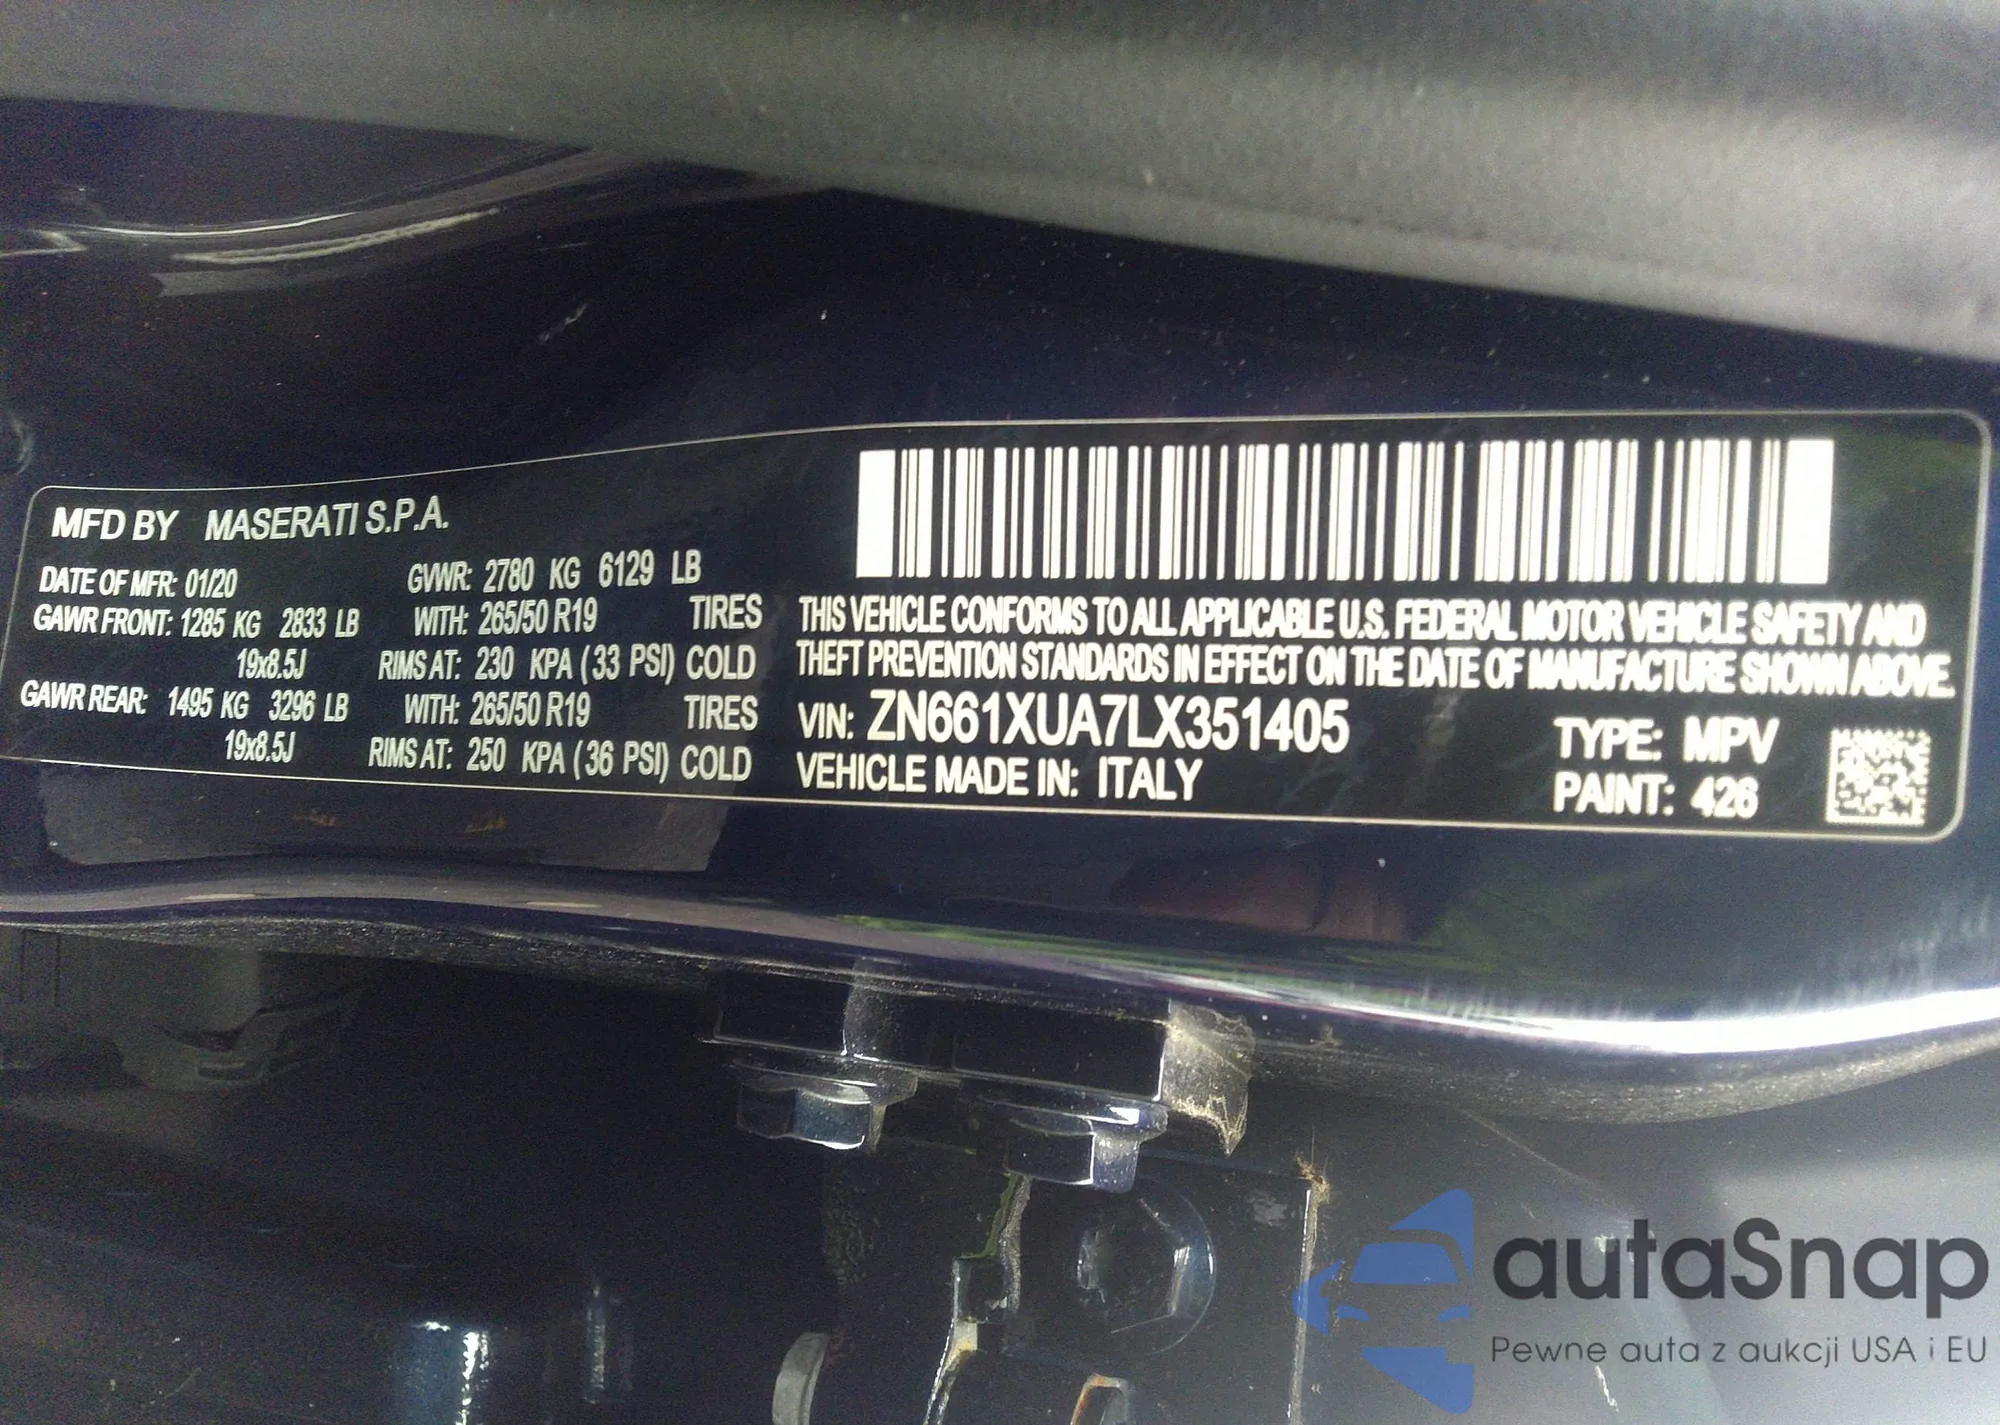 MFD BY MASERATI S.P.A.
DATE OF MFR: 01/20 GVWR: 2780 KG 6129 LB
GAWR FRONT: 1285 KG 2833 LB WITH: 265/50 R19 TIRES
19x8.5J RIMS AT: 230 KPA (33 PSI) COLD
GAWR REAR: 1495 KG 3296 LB WITH: 265/50 R19 TIRES
19x8.5J RIMS AT: 250 KPA (36 PSI) COLD
THIS VEHICLE CONFORMS TO ALL APPLICABLE U.S. FEDERAL MOTOR VEHICLE SAFETY AND
THEFT PREVENTION STANDARDS IN EFFECT ON THE DATE OF MANUFACTURE SHOWN ABOVE.
VIN: ZN661XUA7LX351405
VEHICLE MADE IN: ITALY
TYPE: MPV
PAINT: 426
autaSnap
Pewne auta z aukcji USA i EU